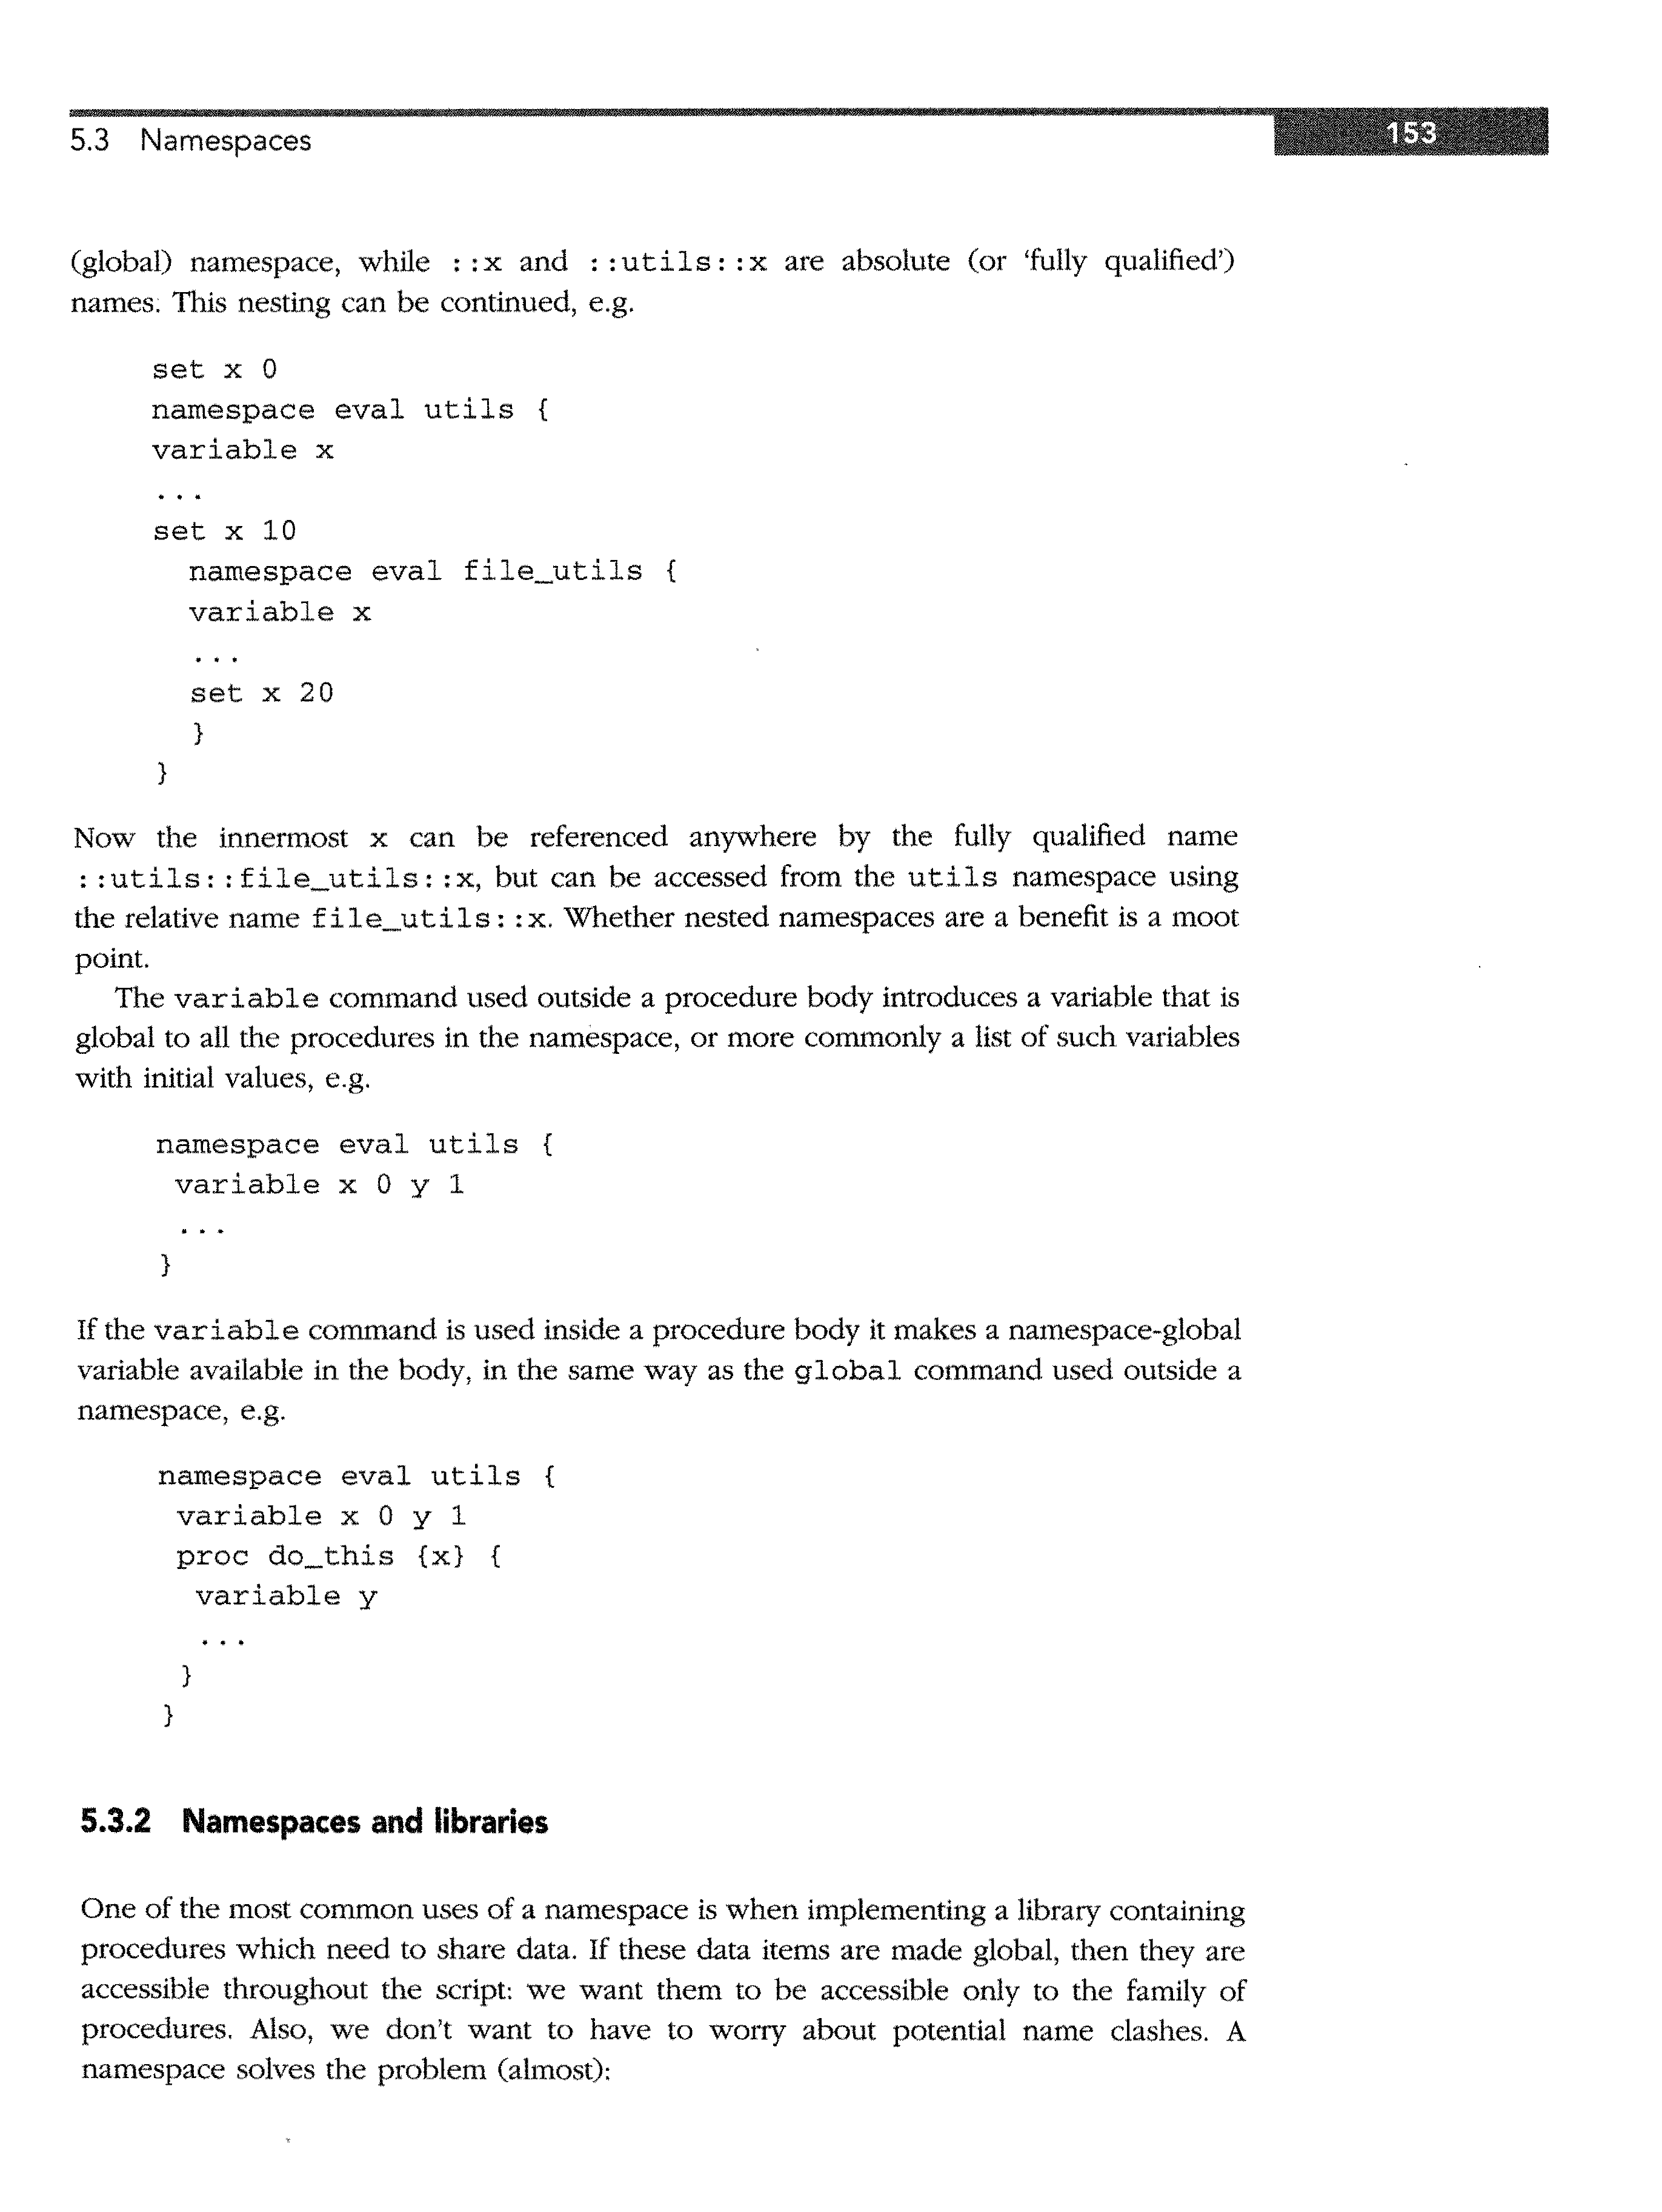 5.3 Namespaces 153
(global) namespace, while ::x and ::utils::x are absolute (or ‘fully qualified’)
names. This nesting can be continued, e.g.
set x 0
namespace eval utils {
variable x
...
set x 10
namespace eval file_utils {
variable x
...
set x 20
}
}
Now the innermost x can be referenced anywhere by the fully qualified name
::utils::file_utils::x, but can be accessed from the utils namespace using
the relative name file_utils::x. Whether nested namespaces are a benefit is a moot
point.
The variable command used outside a procedure body introduces a variable that is
global to all the procedures in the namespace, or more commonly a list of such variables
with initial values, e.g.
namespace eval utils {
variable x 0 y 1
...
}
If the variable command is used inside a procedure body it makes a namespace-global
variable available in the body, in the same way as the global command used outside a
namespace, e.g.
namespace eval utils {
variable x 0 y 1
proc do_this {x} {
variable y
...
}
}
5.3.2 Namespaces and libraries
One of the most common uses of a namespace is when implementing a library containing
procedures which need to share data. If these data items are made global, then they are
accessible throughout the script: we want them to be accessible only to the family of
procedures. Also, we don't want to have to worry about potential name clashes. A
namespace solves the problem (almost):